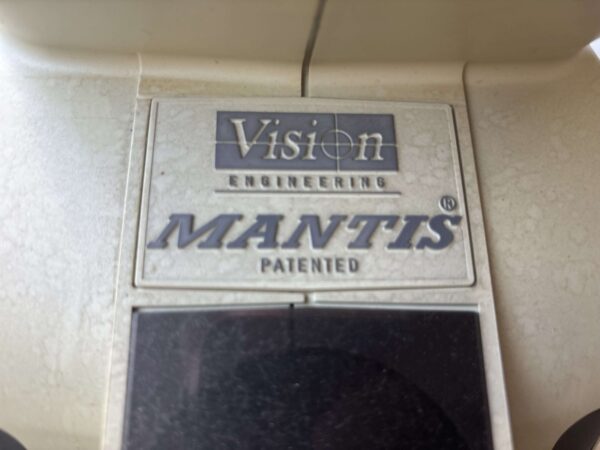 Vision
ENGINEERING
MANTIS®
PATENTED